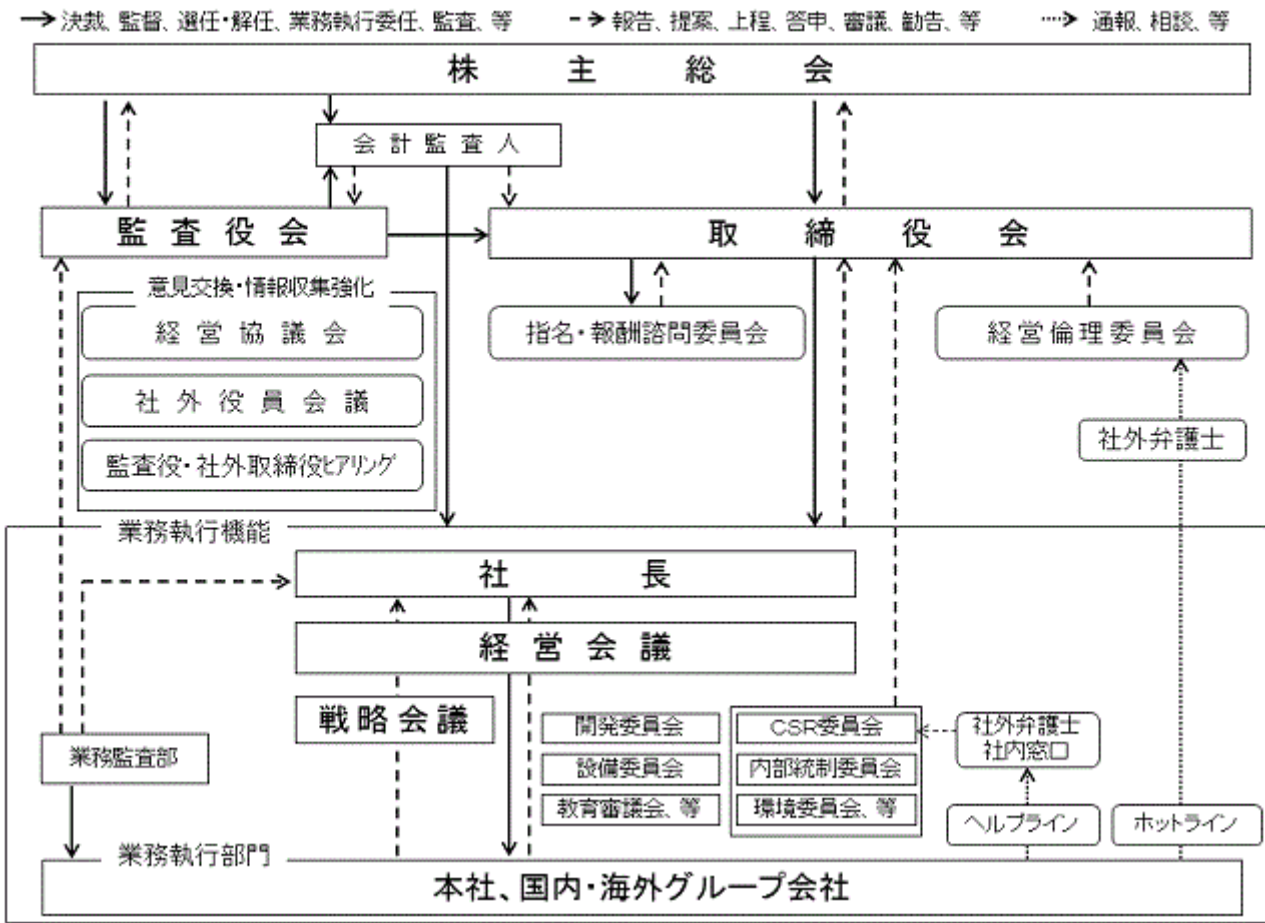 決裁、監督、選任・解任、業務執行委任、監査、等 報告、提案、上程、答申、審議、勧告、等 通報、相談、等
株主総会
会計監査人
監査役会 取締役会
意見交換・情報収集強化
経営協議会 指名・報酬諮問委員会 経営倫理委員会
社外役員会議
社外弁護士
監査役・社外取締役ヒアリング
業務執行機能
社長
経営会議
戦略会議 開発委員会 CSR委員会 社外弁護士
社内窓口
業務監査部 設備委員会 内部統制委員会
教育審議会、等 環境委員会、等 ヘルプライン ホットライン
業務執行部門
本社、国内・海外グループ会社